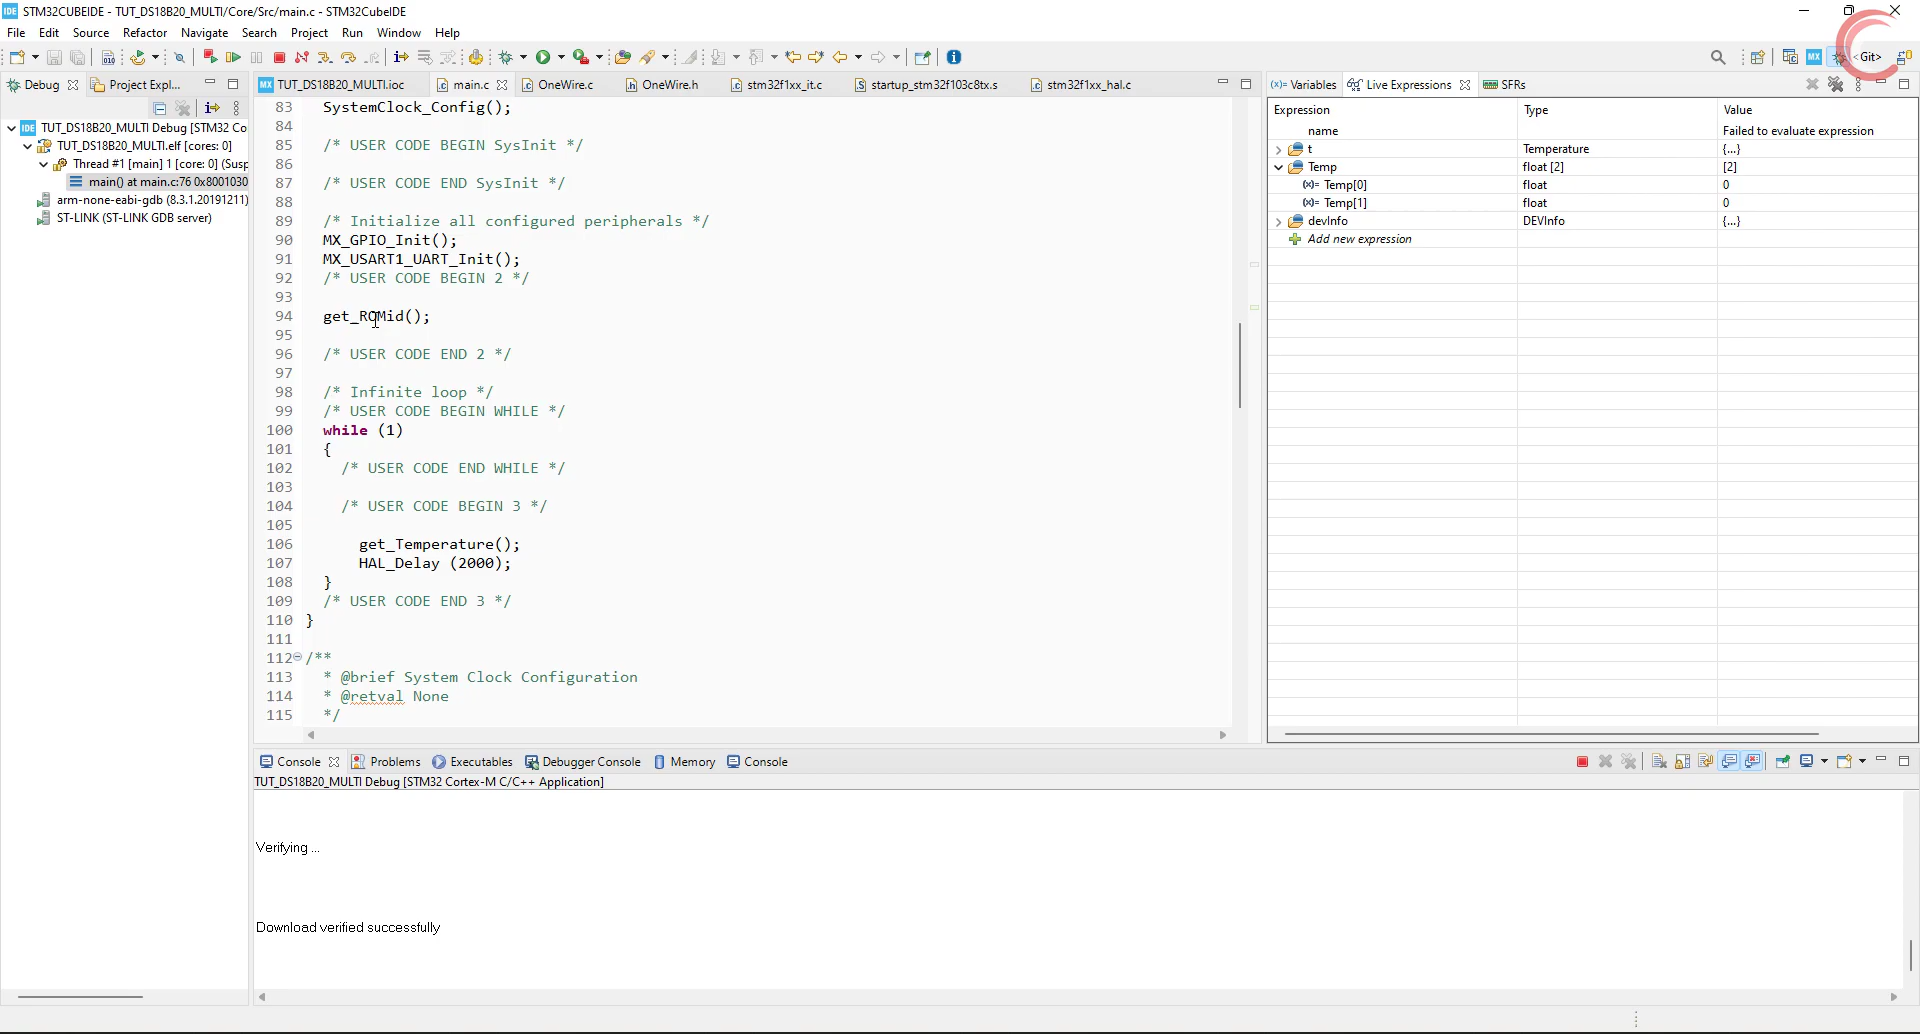 IDE STM32CUBEIDE - TUT_DS18B20_MULTI/Core/Src/main.c - STM32CubeIDE
File Edit Source Refactor Navigate Search Project Run Window Help
<Git>
Debug Project Expl...
TUT_DS18B20_MULTI.ioc main.c OneWire.c OneWire.h stm32f1xx_it.c startup_stm32f103c8tx.s stm32f1xx_hal.c
(x)= Variables Live Expressions SFRs
TUT_DS18B20_MULTI Debug [STM32 Co
TUT_DS18B20_MULTI.elf [cores: 0]
Thread #1 [main] 1 [core: 0] (Susp
main() at main.c:76 0x8001030
arm-none-eabi-gdb (8.3.1.20191211)
ST-LINK (ST-LINK GDB server)
83 SystemClock_Config();
84
85 /* USER CODE BEGIN SysInit */
86
87 /* USER CODE END SysInit */
88
89 /* Initialize all configured peripherals */
90 MX_GPIO_Init();
91 MX_USART1_UART_Init();
92 /* USER CODE BEGIN 2 */
93
94 get_ROMid();
95
96 /* USER CODE END 2 */
97
98 /* Infinite loop */
99 /* USER CODE BEGIN WHILE */
100 while (1)
101 {
102 /* USER CODE END WHILE */
103
104 /* USER CODE BEGIN 3 */
105
106 get_Temperature();
107 HAL_Delay (2000);
108 }
109 /* USER CODE END 3 */
110 }
111
112 /**
113 * @brief System Clock Configuration
114 * @retval None
115 */
Expression Type Value
name Failed to evaluate expression
t Temperature {...}
Temp float [2] [2]
(x)= Temp[0] float 0
(x)= Temp[1] float 0
devInfo DEVInfo {...}
Add new expression
Console Problems Executables Debugger Console Memory Console
TUT_DS18B20_MULTI Debug [STM32 Cortex-M C/C++ Application]
Verifying ...
Download verified successfully